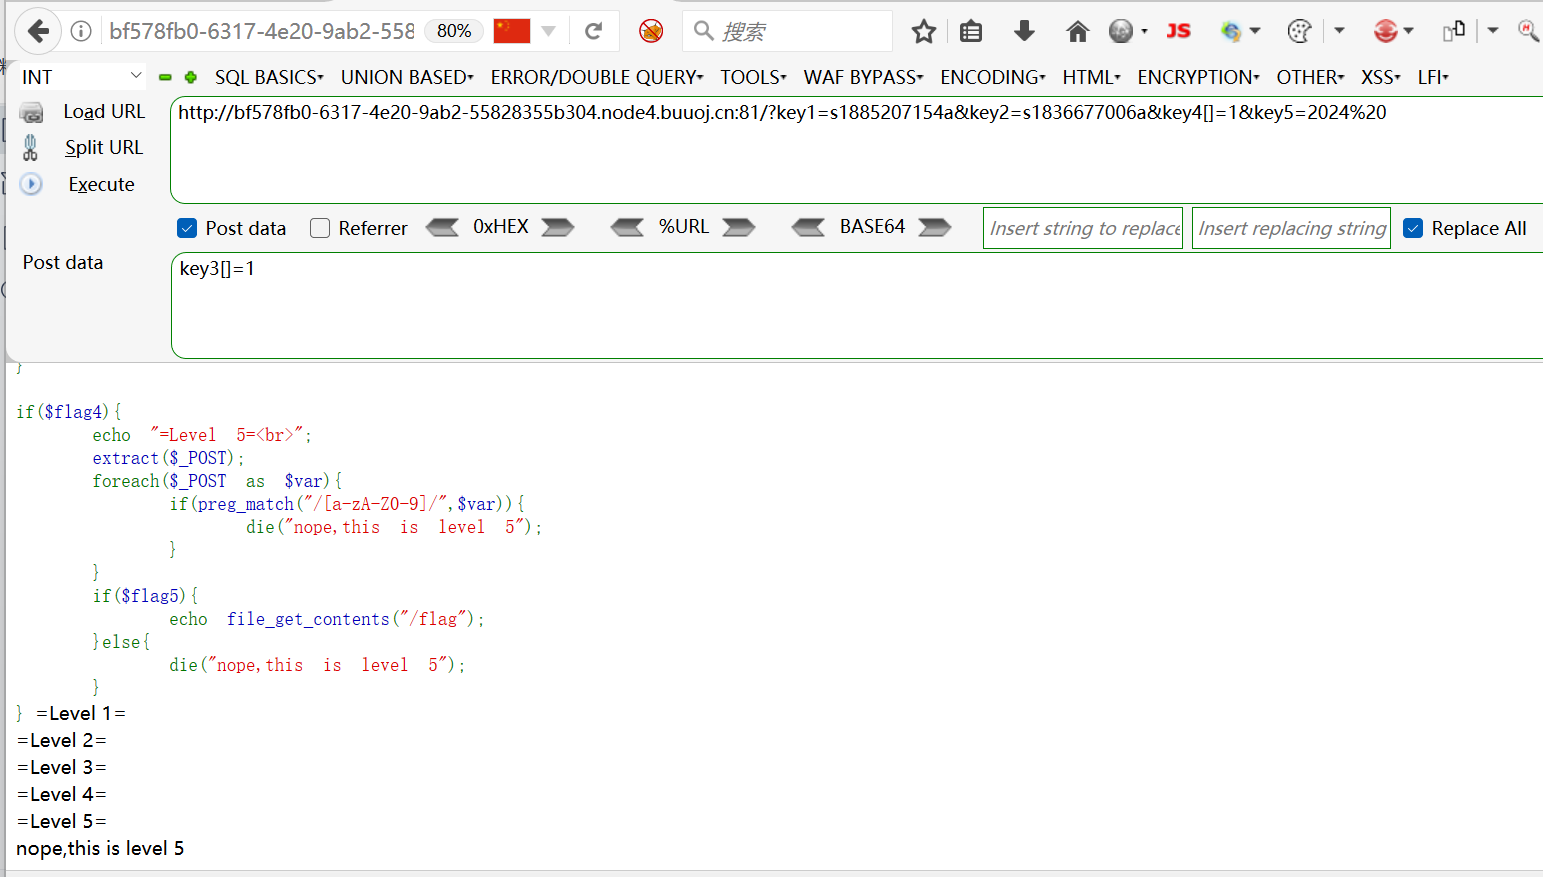 bf578fb0-6317-4e20-9ab2-558 80% 搜索 JS
INT SQL BASICS UNION BASED ERROR/DOUBLE QUERY TOOLS WAF BYPASS ENCODING HTML ENCRYPTION OTHER XSS LFI
Load URL http://bf578fb0-6317-4e20-9ab2-55828355b304.node4.buuoj.cn:81/?key1=s1885207154a&key2=s1836677006a&key4[]=1&key5=2024%20
Split URL
Execute
Post data Referrer 0xHEX %URL BASE64 Insert string to replace Insert replacing string Replace All
Post data key3[]=1
}
if($flag4){
echo "=Level 5=<br>";
extract($_POST);
foreach($_POST as $var){
if(preg_match("/[a-zA-Z0-9]/",$var)){
die("nope,this is level 5");
}
}
if($flag5){
echo file_get_contents("/flag");
}else{
die("nope,this is level 5");
}
} =Level 1=
=Level 2=
=Level 3=
=Level 4=
=Level 5=
nope,this is level 5